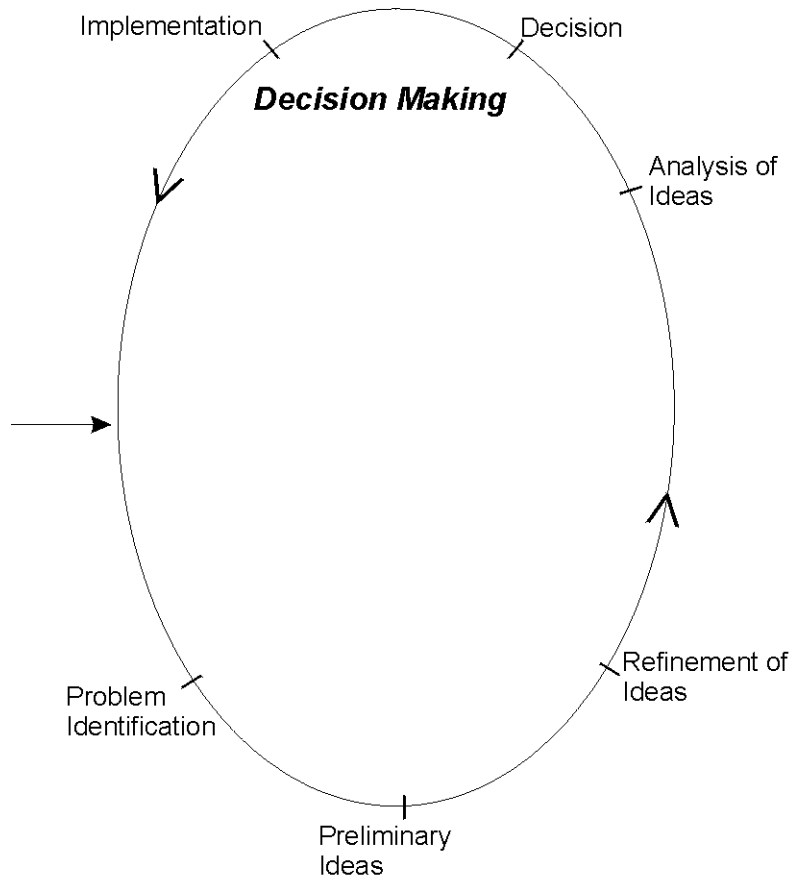 Implementation
Decision
Decision Making
Analysis of
Ideas
Refinement of
Ideas
Problem
Identification
Preliminary
Ideas